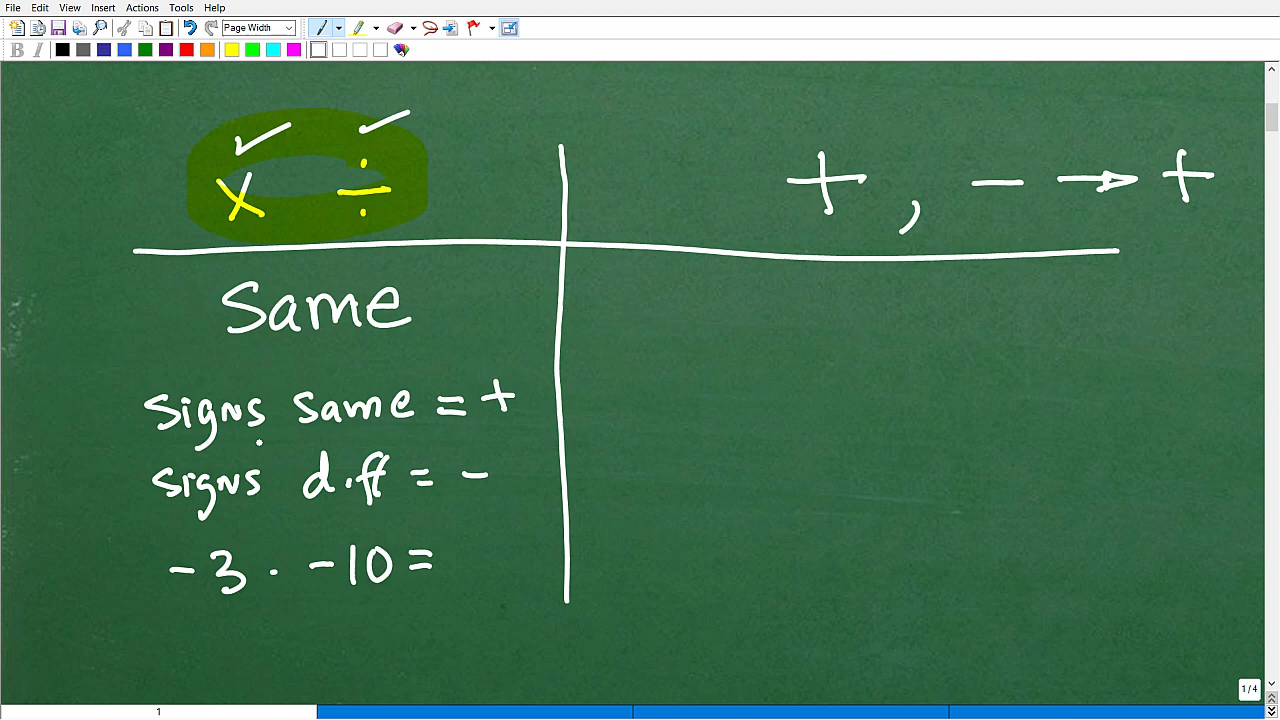 File Edit View Insert Actions Tools Help
Page Width
B I
✓ ✓
× ÷
+ , - → +
Same
Signs same = +
Signs diff = -
-3 · -10 =
1/4
1